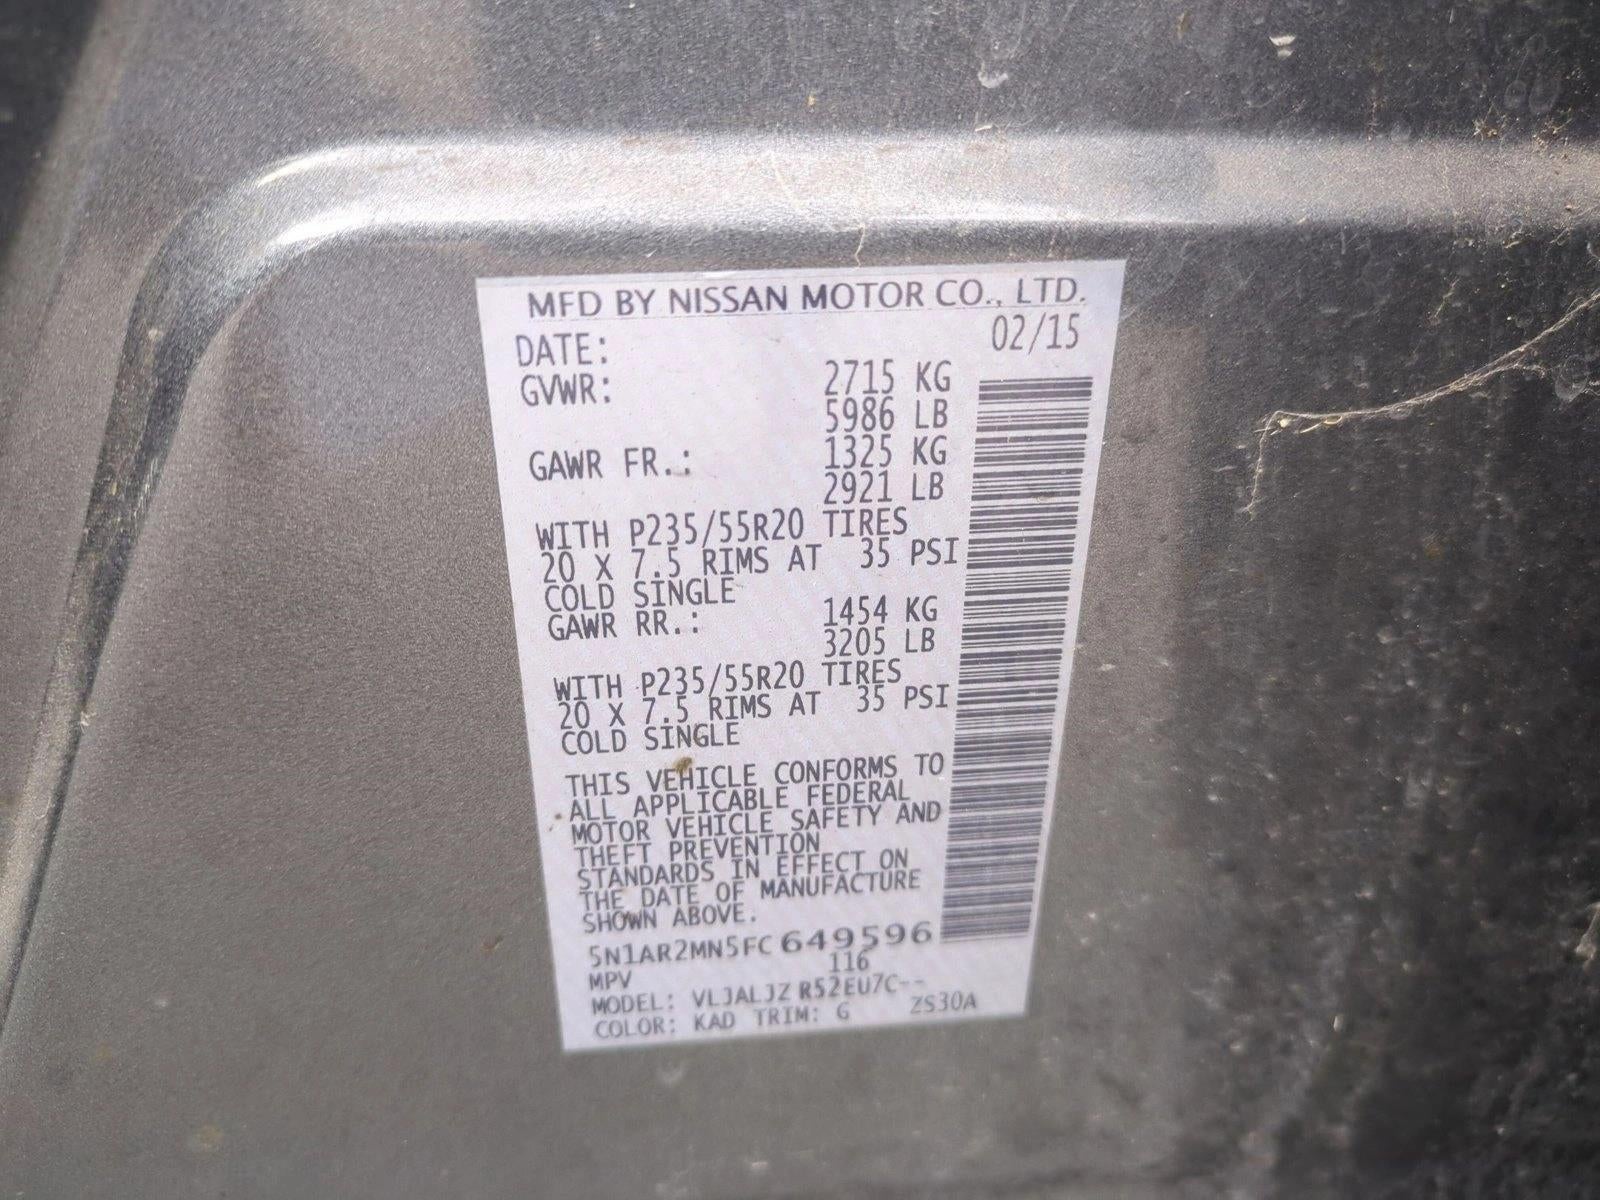 MFD BY NISSAN MOTOR CO., LTD.
DATE: 02/15
GVWR: 2715 KG
5986 LB
GAWR FR.: 1325 KG
2921 LB
WITH P235/55R20 TIRES
20 X 7.5 RIMS AT 35 PSI
COLD SINGLE
GAWR RR.: 1454 KG
3205 LB
WITH P235/55R20 TIRES
20 X 7.5 RIMS AT 35 PSI
COLD SINGLE
THIS VEHICLE CONFORMS TO
ALL APPLICABLE FEDERAL
MOTOR VEHICLE SAFETY AND
THEFT PREVENTION
STANDARDS IN EFFECT ON
THE DATE OF MANUFACTURE
SHOWN ABOVE.
5N1AR2MN5FC649596
MPV 116
MODEL: VLJALJZ R52EU7C--
COLOR: KAD TRIM: G ZS30A